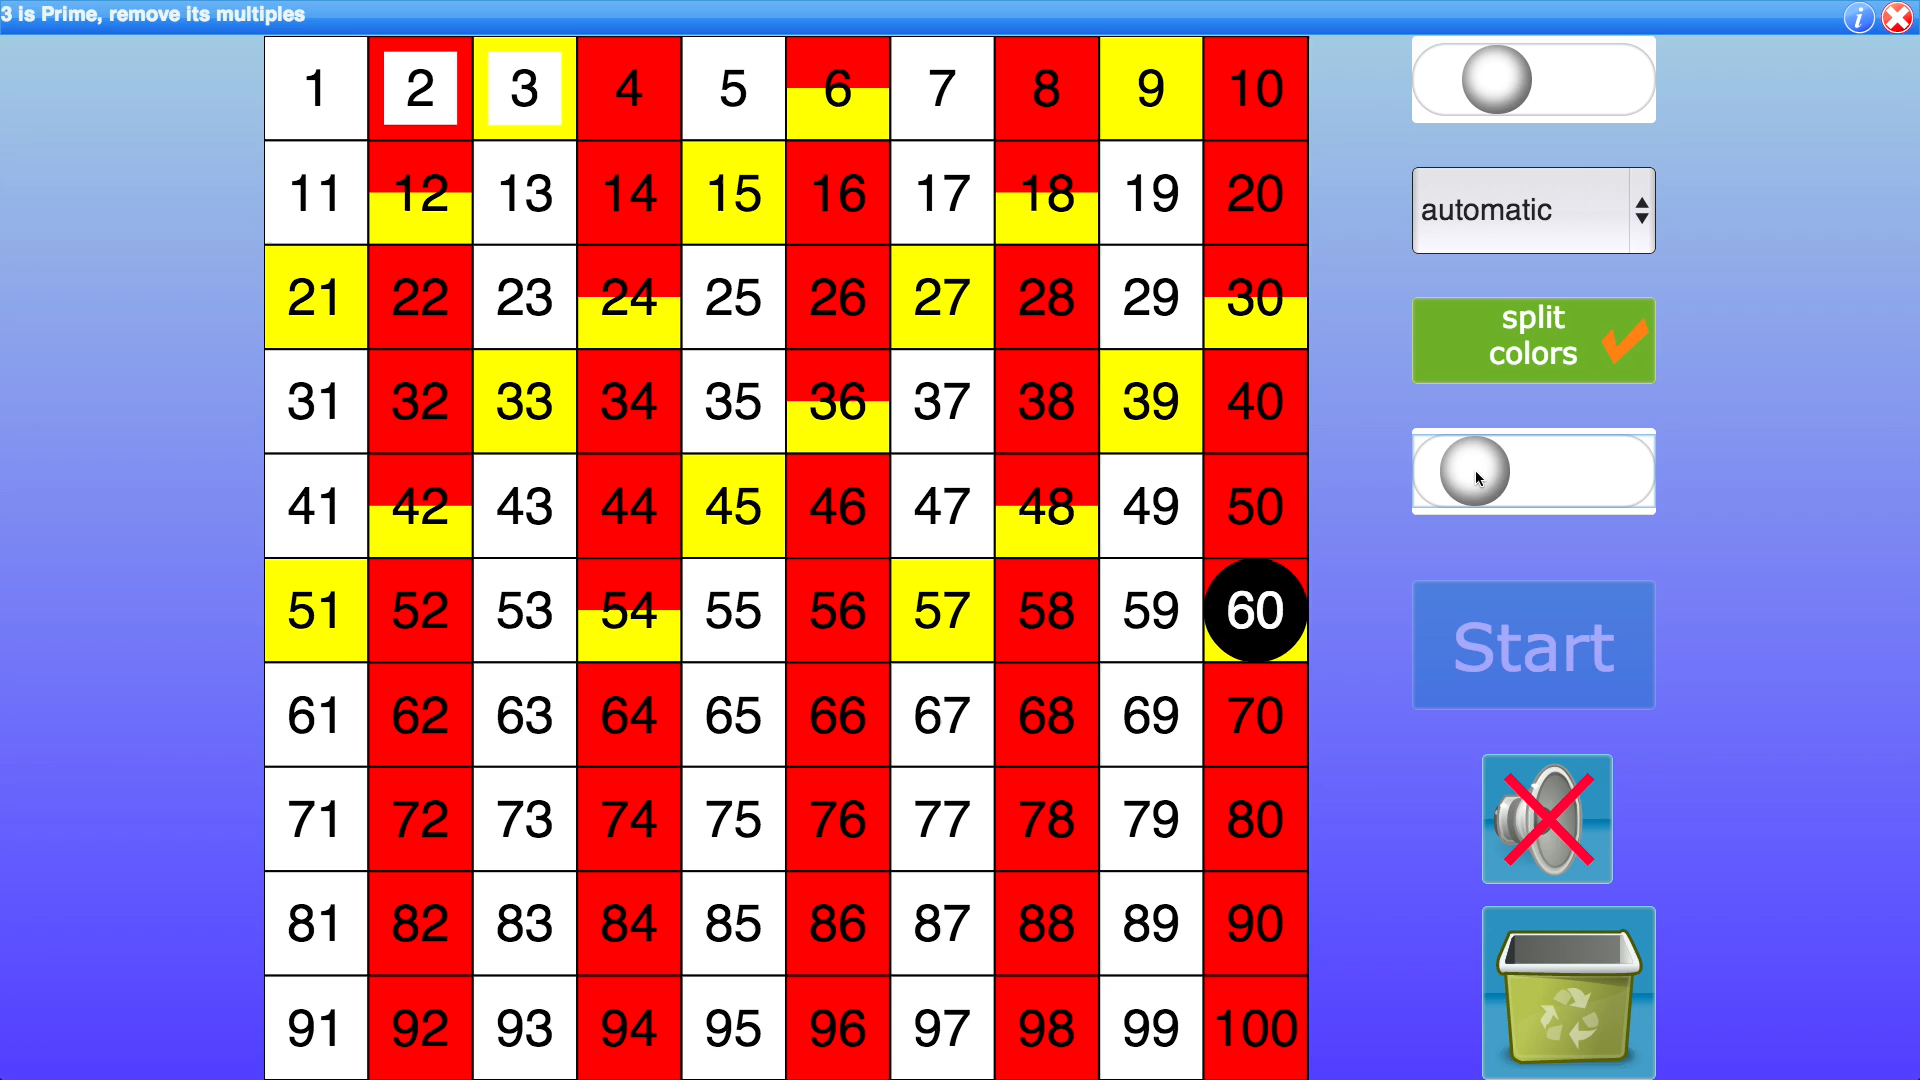 3 is Prime, remove its multiples
1 2 3 4 5 6 7 8 9 10
11 12 13 14 15 16 17 18 19 20
21 22 23 24 25 26 27 28 29 30
31 32 33 34 35 36 37 38 39 40
41 42 43 44 45 46 47 48 49 50
51 52 53 54 55 56 57 58 59 60
61 62 63 64 65 66 67 68 69 70
71 72 73 74 75 76 77 78 79 80
81 82 83 84 85 86 87 88 89 90
91 92 93 94 95 96 97 98 99 100
i
automatic
split
colors
Start